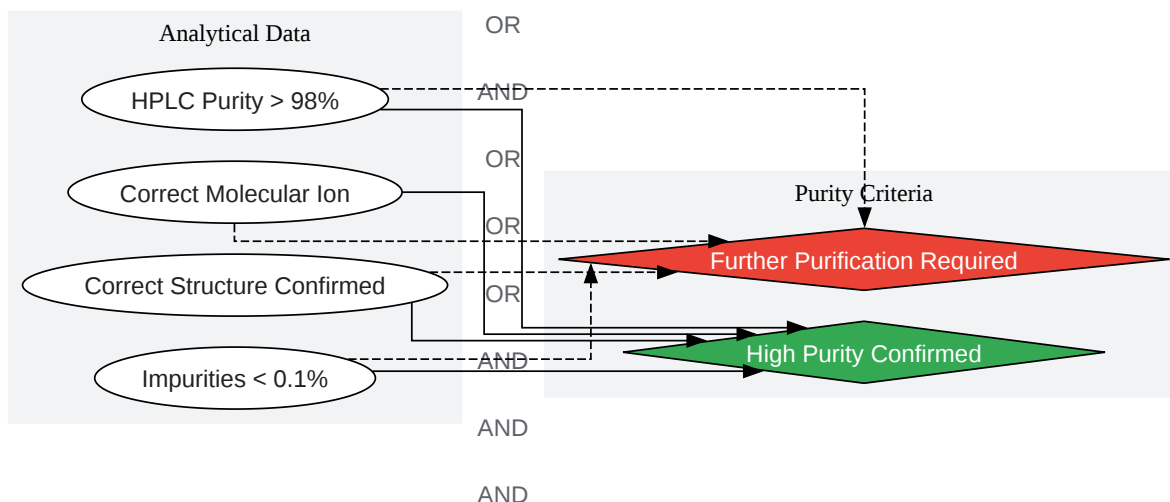 Analytical Data
HPLC Purity > 98%
Correct Molecular Ion
Correct Structure Confirmed
Impurities < 0.1%
OR
AND
OR
OR
OR
AND
AND
AND
Purity Criteria
Further Purification Required
High Purity Confirmed